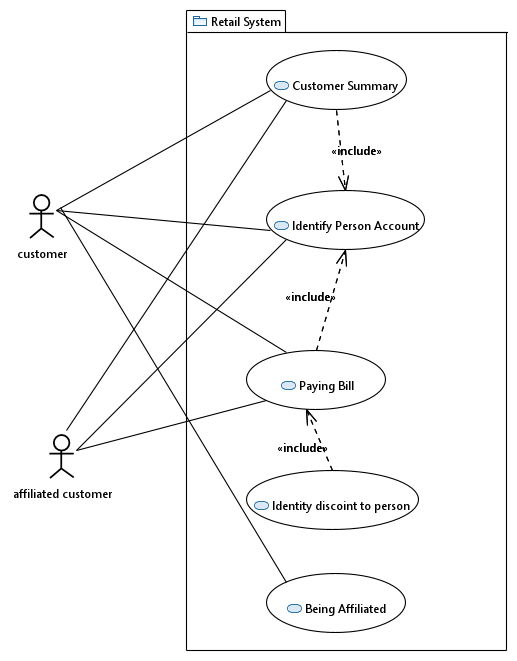 Retail System
Customer Summary
«include»
customer
Identify Person Account
«include»
Paying Bill
affiliated customer
«include»
Identity discoint to person
Being Affiliated